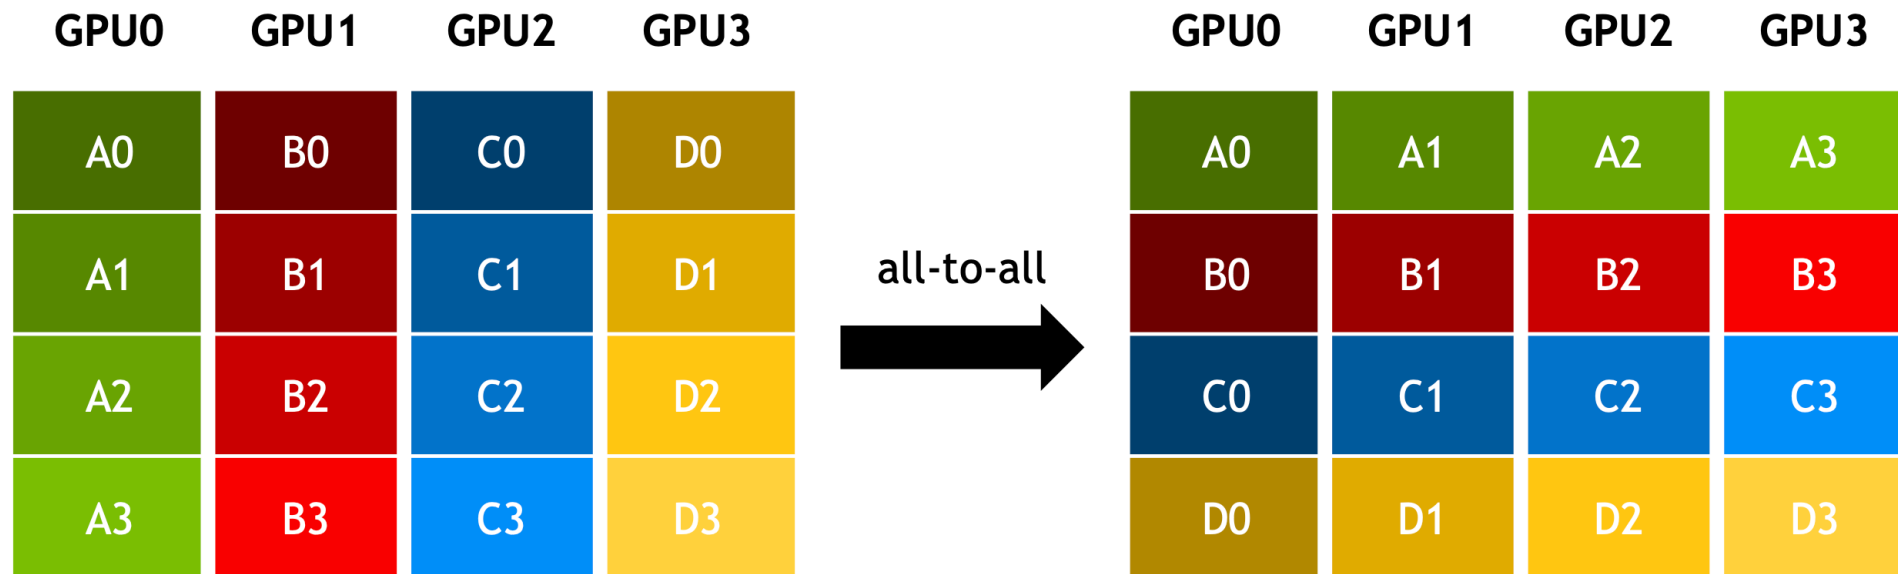 GPU0 GPU1 GPU2 GPU3 GPU0 GPU1 GPU2 GPU3
A0 B0 C0 D0 A0 A1 A2 A3
A1 B1 C1 D1 all-to-all B0 B1 B2 B3
A2 B2 C2 D2 C0 C1 C2 C3
A3 B3 C3 D3 D0 D1 D2 D3